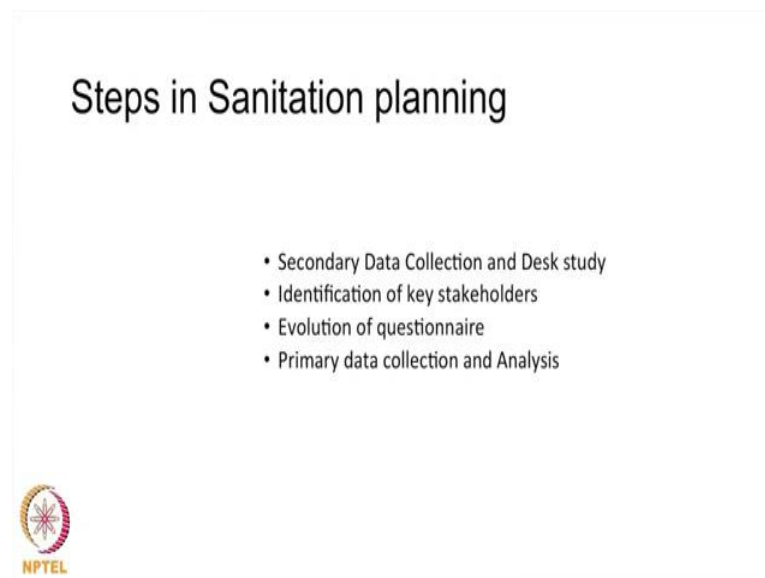 Steps in Sanitation planning
• Secondary Data Collection and Desk study
• Identification of key stakeholders
• Evolution of questionnaire
• Primary data collection and Analysis
NPTEL